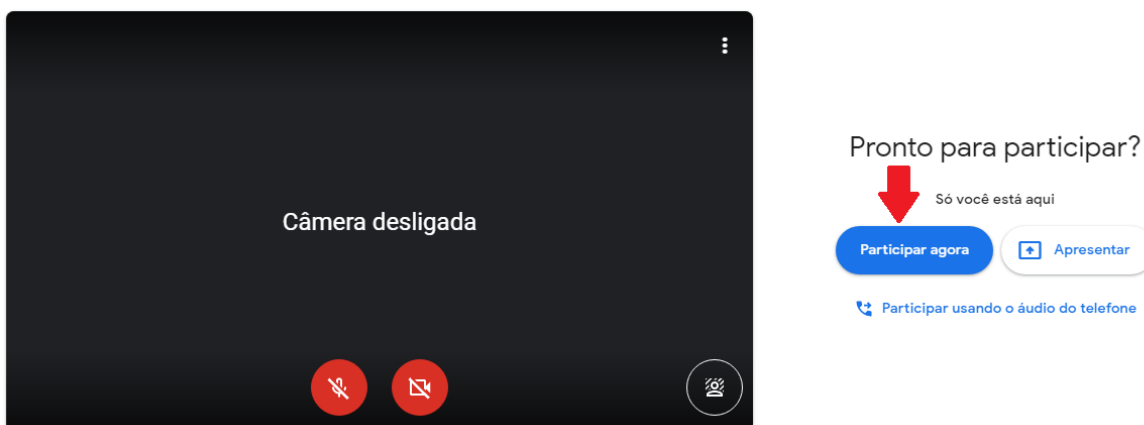 Câmera desligada
Pronto para participar?
Só você está aqui
Participar agora
Apresentar
Participar usando o áudio do telefone